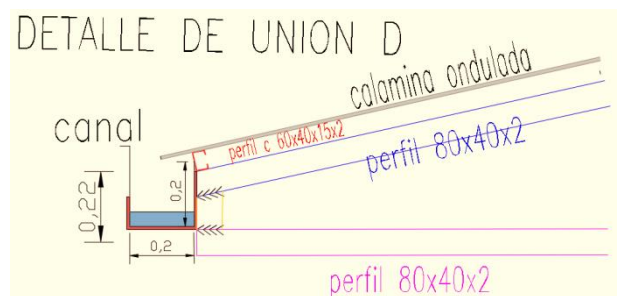 DETALLE DE UNION D
calamina ondulada
canal
perfil c 60x40x15x2
perfil 80x40x2
0,2
0,22
0,2
perfil 80x40x2